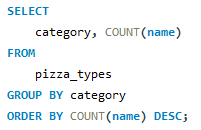 SELECT
    category, COUNT(name)
FROM
    pizza_types
GROUP BY category
ORDER BY COUNT(name) DESC;